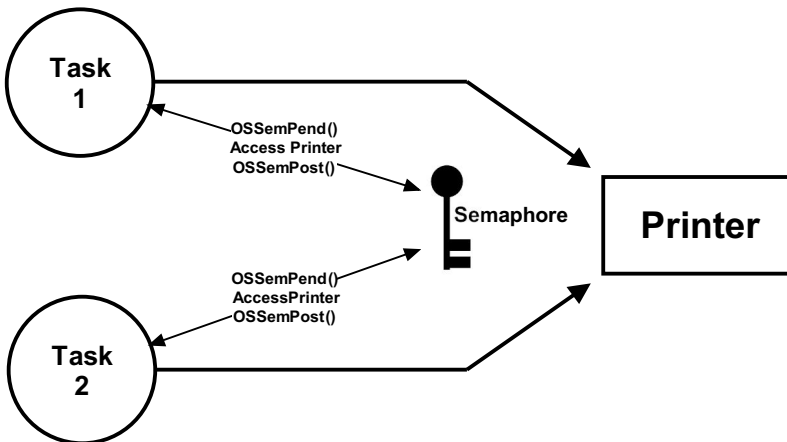 Task
1
OSSemPend()
Access Printer
OSSemPost()
Semaphore
Printer
OSSemPend()
AccessPrinter
OSSemPost()
Task
2